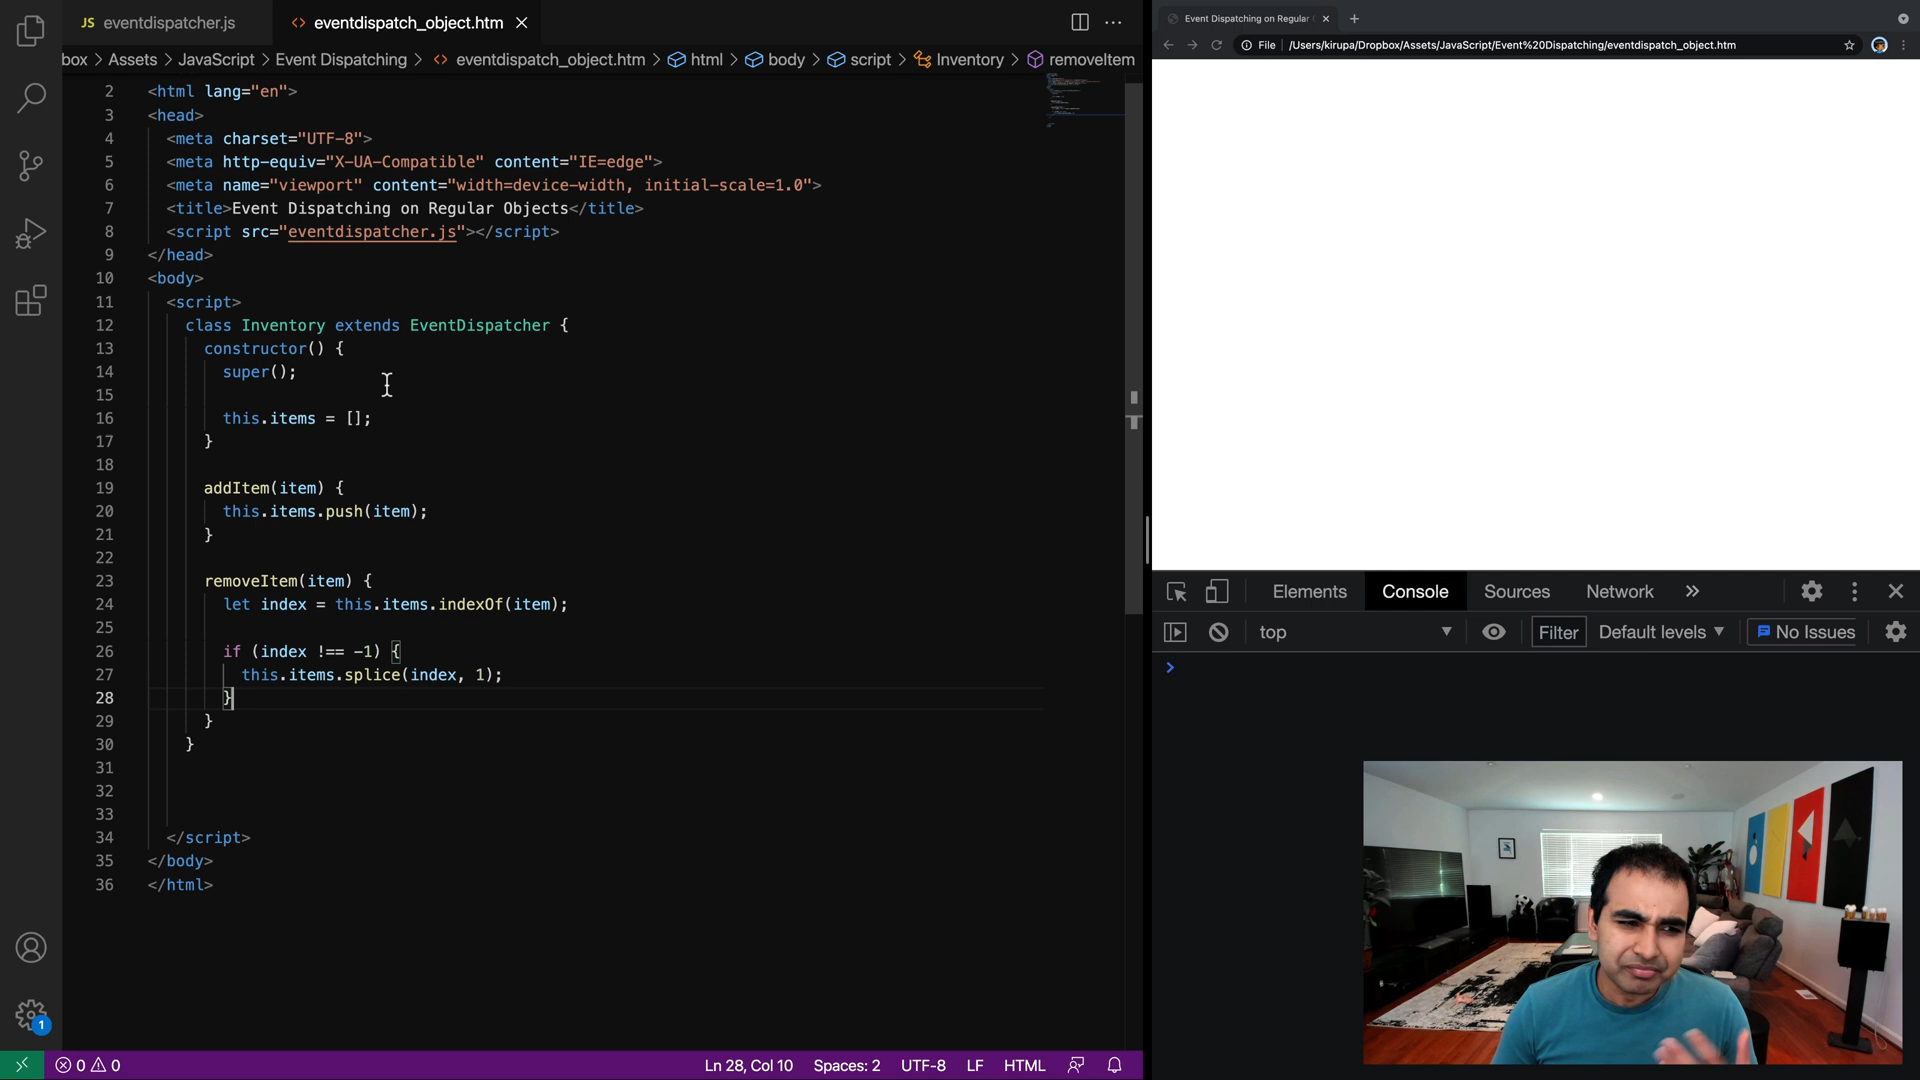 JS eventdispatcher.js
<> eventdispatch_object.htm
box > Assets > JavaScript > Event Dispatching > <> eventdispatch_object.htm > html > body > script > Inventory > removeItem
2 <html lang="en">
3 <head>
4 <meta charset="UTF-8">
5 <meta http-equiv="X-UA-Compatible" content="IE=edge">
6 <meta name="viewport" content="width=device-width, initial-scale=1.0">
7 <title>Event Dispatching on Regular Objects</title>
8 <script src="eventdispatcher.js"></script>
9 </head>
10 <body>
11 <script>
12 class Inventory extends EventDispatcher {
13 constructor() {
14 super();
15
16 this.items = [];
17 }
18
19 addItem(item) {
20 this.items.push(item);
21 }
22
23 removeItem(item) {
24 let index = this.items.indexOf(item);
25
26 if (index !== -1) {
27 this.items.splice(index, 1);
28 }
29 }
30 }
31
32
33
34 </script>
35 </body>
36 </html>
1
0 0
Ln 28, Col 10 Spaces: 2 UTF-8 LF HTML
Event Dispatching on Regular
File /Users/kirupa/Dropbox/Assets/JavaScript/Event%20Dispatching/eventdispatch_object.htm
Elements Console Sources Network »
top Filter Default levels No Issues
>